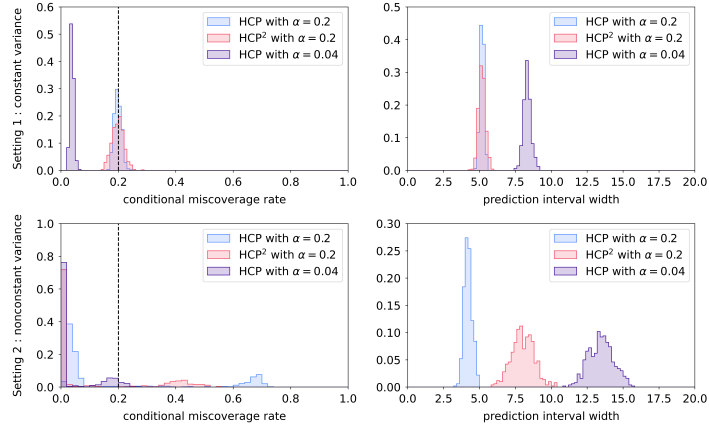 Setting 1 : constant variance
0.6
0.5
0.4
0.3
0.2
0.1
0.0
HCP with α = 0.2
HCP² with α = 0.2
HCP with α = 0.04
0.0 0.2 0.4 0.6 0.8 1.0
conditional miscoverage rate
0.5
0.4
0.3
0.2
0.1
0.0
HCP with α = 0.2
HCP² with α = 0.2
HCP with α = 0.04
0.0 2.5 5.0 7.5 10.0 12.5 15.0 17.5 20.0
prediction interval width
Setting 2 : nonconstant variance
1.0
0.8
0.6
0.4
0.2
0.0
HCP with α = 0.2
HCP² with α = 0.2
HCP with α = 0.04
0.0 0.2 0.4 0.6 0.8 1.0
conditional miscoverage rate
0.30
0.25
0.20
0.15
0.10
0.05
0.00
HCP with α = 0.2
HCP² with α = 0.2
HCP with α = 0.04
0.0 2.5 5.0 7.5 10.0 12.5 15.0 17.5 20.0
prediction interval width